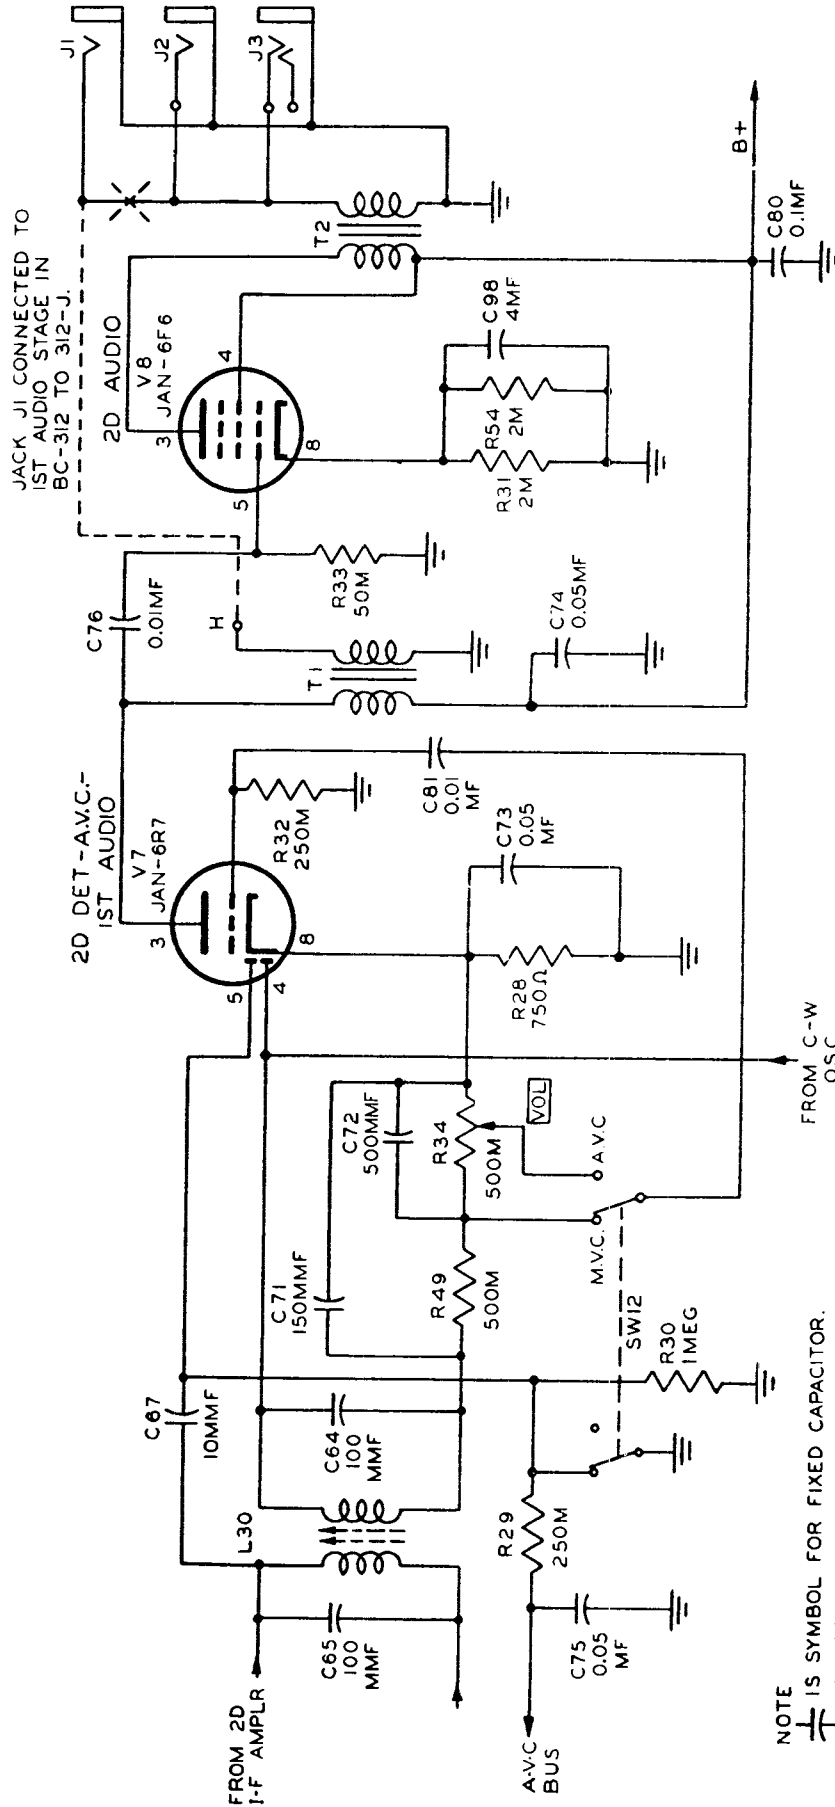 JACK J1 CONNECTED TO
1ST AUDIO STAGE IN
BC-312 TO 312-J.
J1
J2
J3
2D AUDIO
V8
JAN-6F6
3
4
5
8
T2
C76
0.01MF
H
T1
R33
50M
R54
2M
R31
2M
C98
4MF
C74
0.05MF
B+
C80
0.1MF
2D DET-A.V.C.-
1ST AUDIO
V7
JAN-6R7
3
5
4
8
R32
250M
C81
0.01
MF
C73
0.05
MF
R28
750Ω
C72
500MMF
R34
500M
VOL
C71
150MMF
R49
500M
A.V.C
M.V.C.
SW12
R30
1MEG
FROM C-W
OSC
C67
10MMF
L30
C64
100
MMF
C65
100
MMF
R29
250M
C75
0.05
MF
FROM 2D
I-F AMPLR
A-V-C
BUS
NOTE
IS SYMBOL FOR FIXED CAPACITOR.